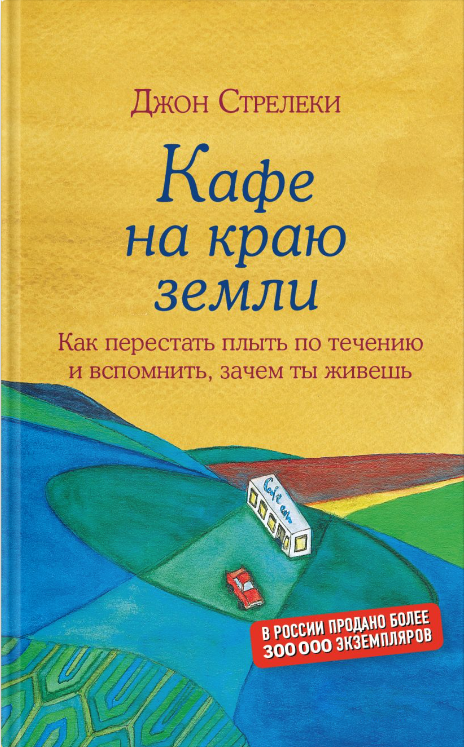 Джон Стрелеки
Кафе
на краю
земли
Как перестать плыть по течению
и вспомнить, зачем ты живешь
Кафе
В РОССИИ ПРОДАНО БОЛЕЕ
300 000 ЭКЗЕМПЛЯРОВ